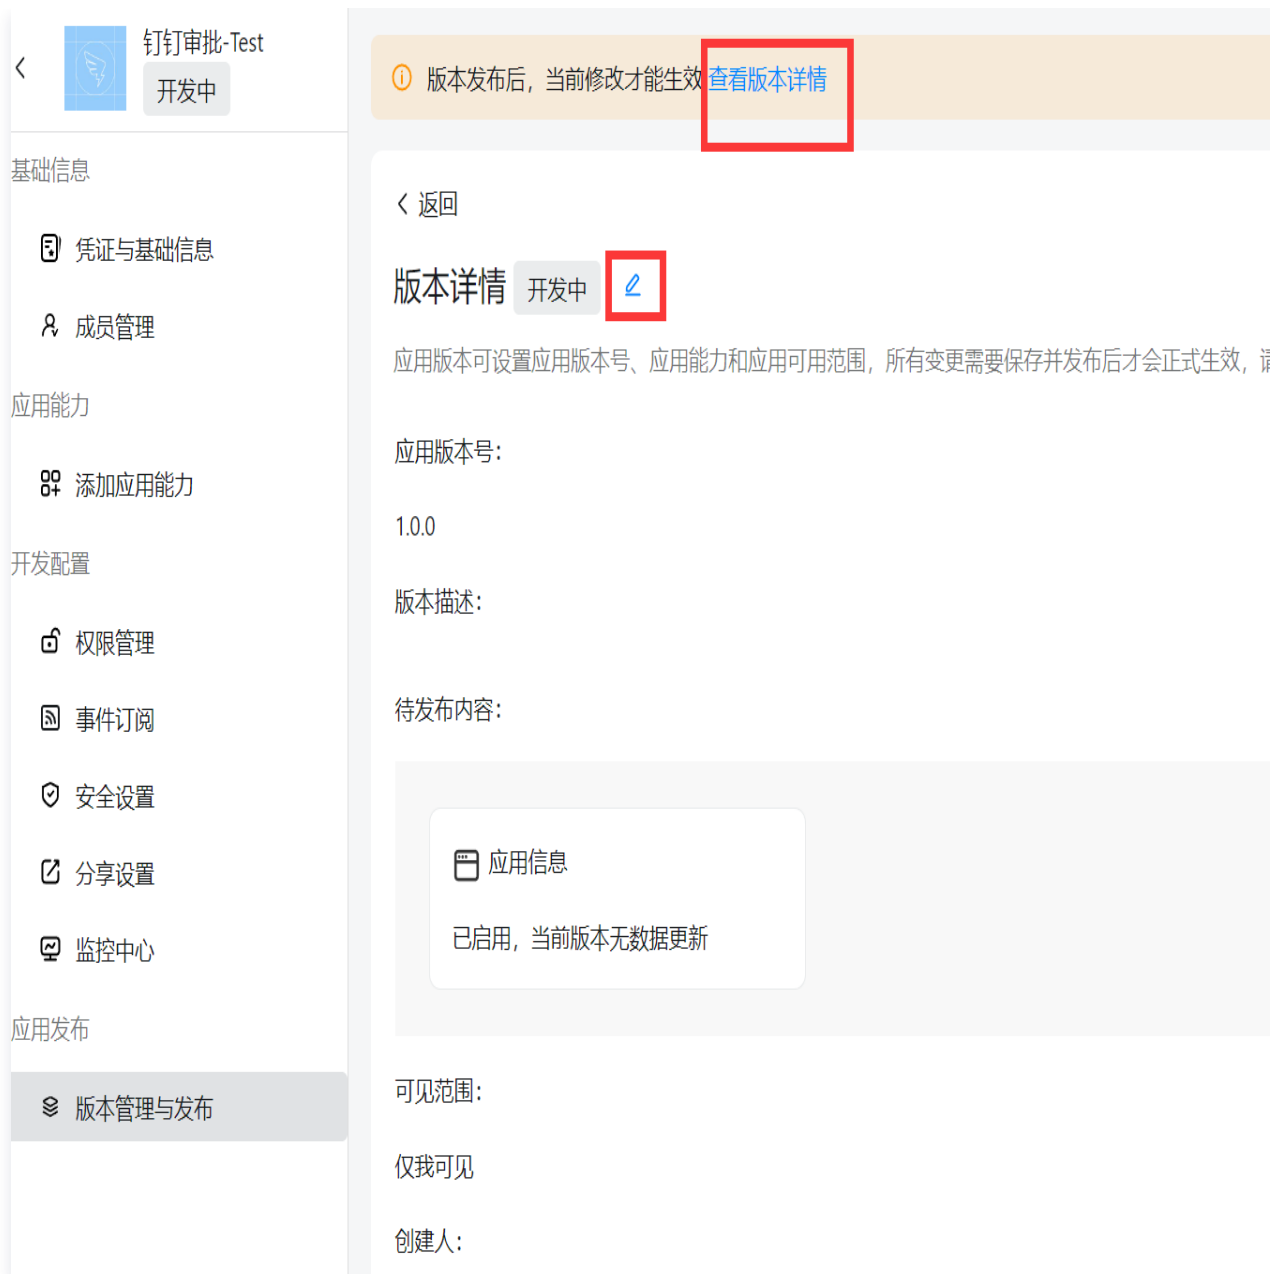 钉钉审批-Test
开发中
基础信息
凭证与基础信息
成员管理
应用能力
添加应用能力
开发配置
权限管理
事件订阅
安全设置
分享设置
监控中心
应用发布
版本管理与发布
版本发布后，当前修改才能生效 查看版本详情
返回
版本详情 开发中
应用版本可设置应用版本号、应用能力和应用可用范围，所有变更需要保存并发布后才会正式生效，
应用版本号：
1.0.0
版本描述：
待发布内容：
应用信息
已启用，当前版本无数据更新
可见范围：
仅我可见
创建人：